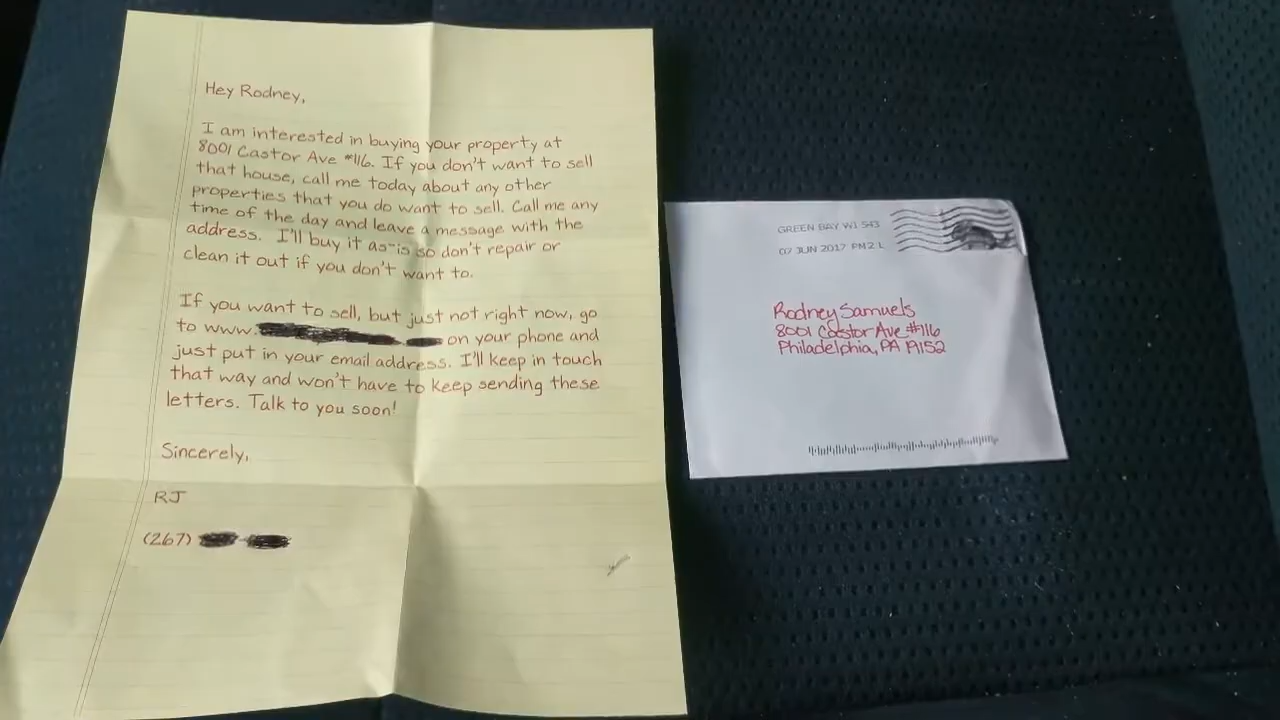 Hey Rodney,
I am interested in buying your property at
8001 Castor Ave #116. If you don't want to sell
that house, call me today about any other
properties that you do want to sell. Call me any
time of the day and leave a message with the
address. I'll buy it as-is so don't repair or
clean it out if you don't want to.
If you want to sell, but just not right now, go
to www. on your phone and
just put in your email address. I'll keep in touch
that way and won't have to keep sending these
letters. Talk to you soon!
Sincerely,
RJ
(267) -
GREEN BAY WI 543
07 JUN 2017 PM 2 L
Rodney Samuels
8001 Castor Ave #116
Philadelphia, PA 19152